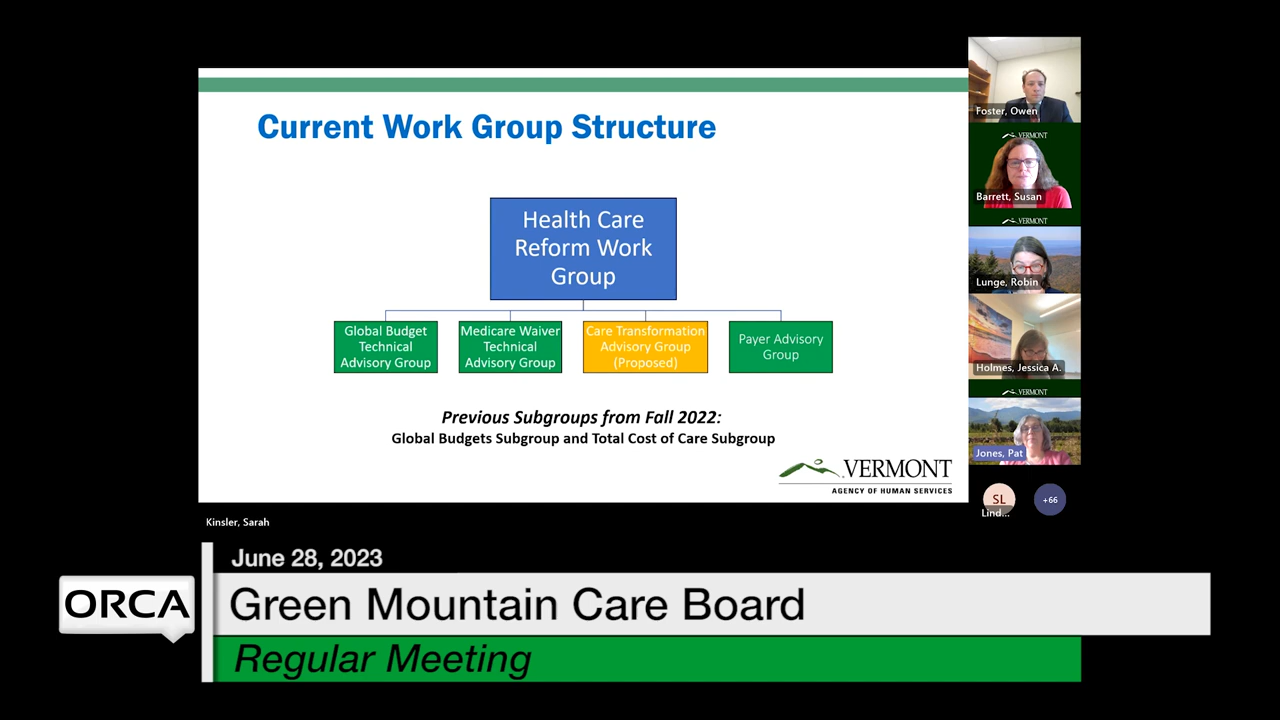 Current Work Group Structure
Health Care
Reform Work
Group
Global Budget
Technical
Advisory Group
Medicare Waiver
Technical
Advisory Group
Care Transformation
Advisory Group
(Proposed)
Payer Advisory
Group
Previous Subgroups from Fall 2022:
Global Budgets Subgroup and Total Cost of Care Subgroup
VERMONT
AGENCY OF HUMAN SERVICES
Foster, Owen
VERMONT
Barrett, Susan
VERMONT
Lunge, Robin
Holmes, Jessica A.
VERMONT
Jones, Pat
SL
Lind...
+66
Kinsler, Sarah
June 28, 2023
ORCA
Green Mountain Care Board
Regular Meeting